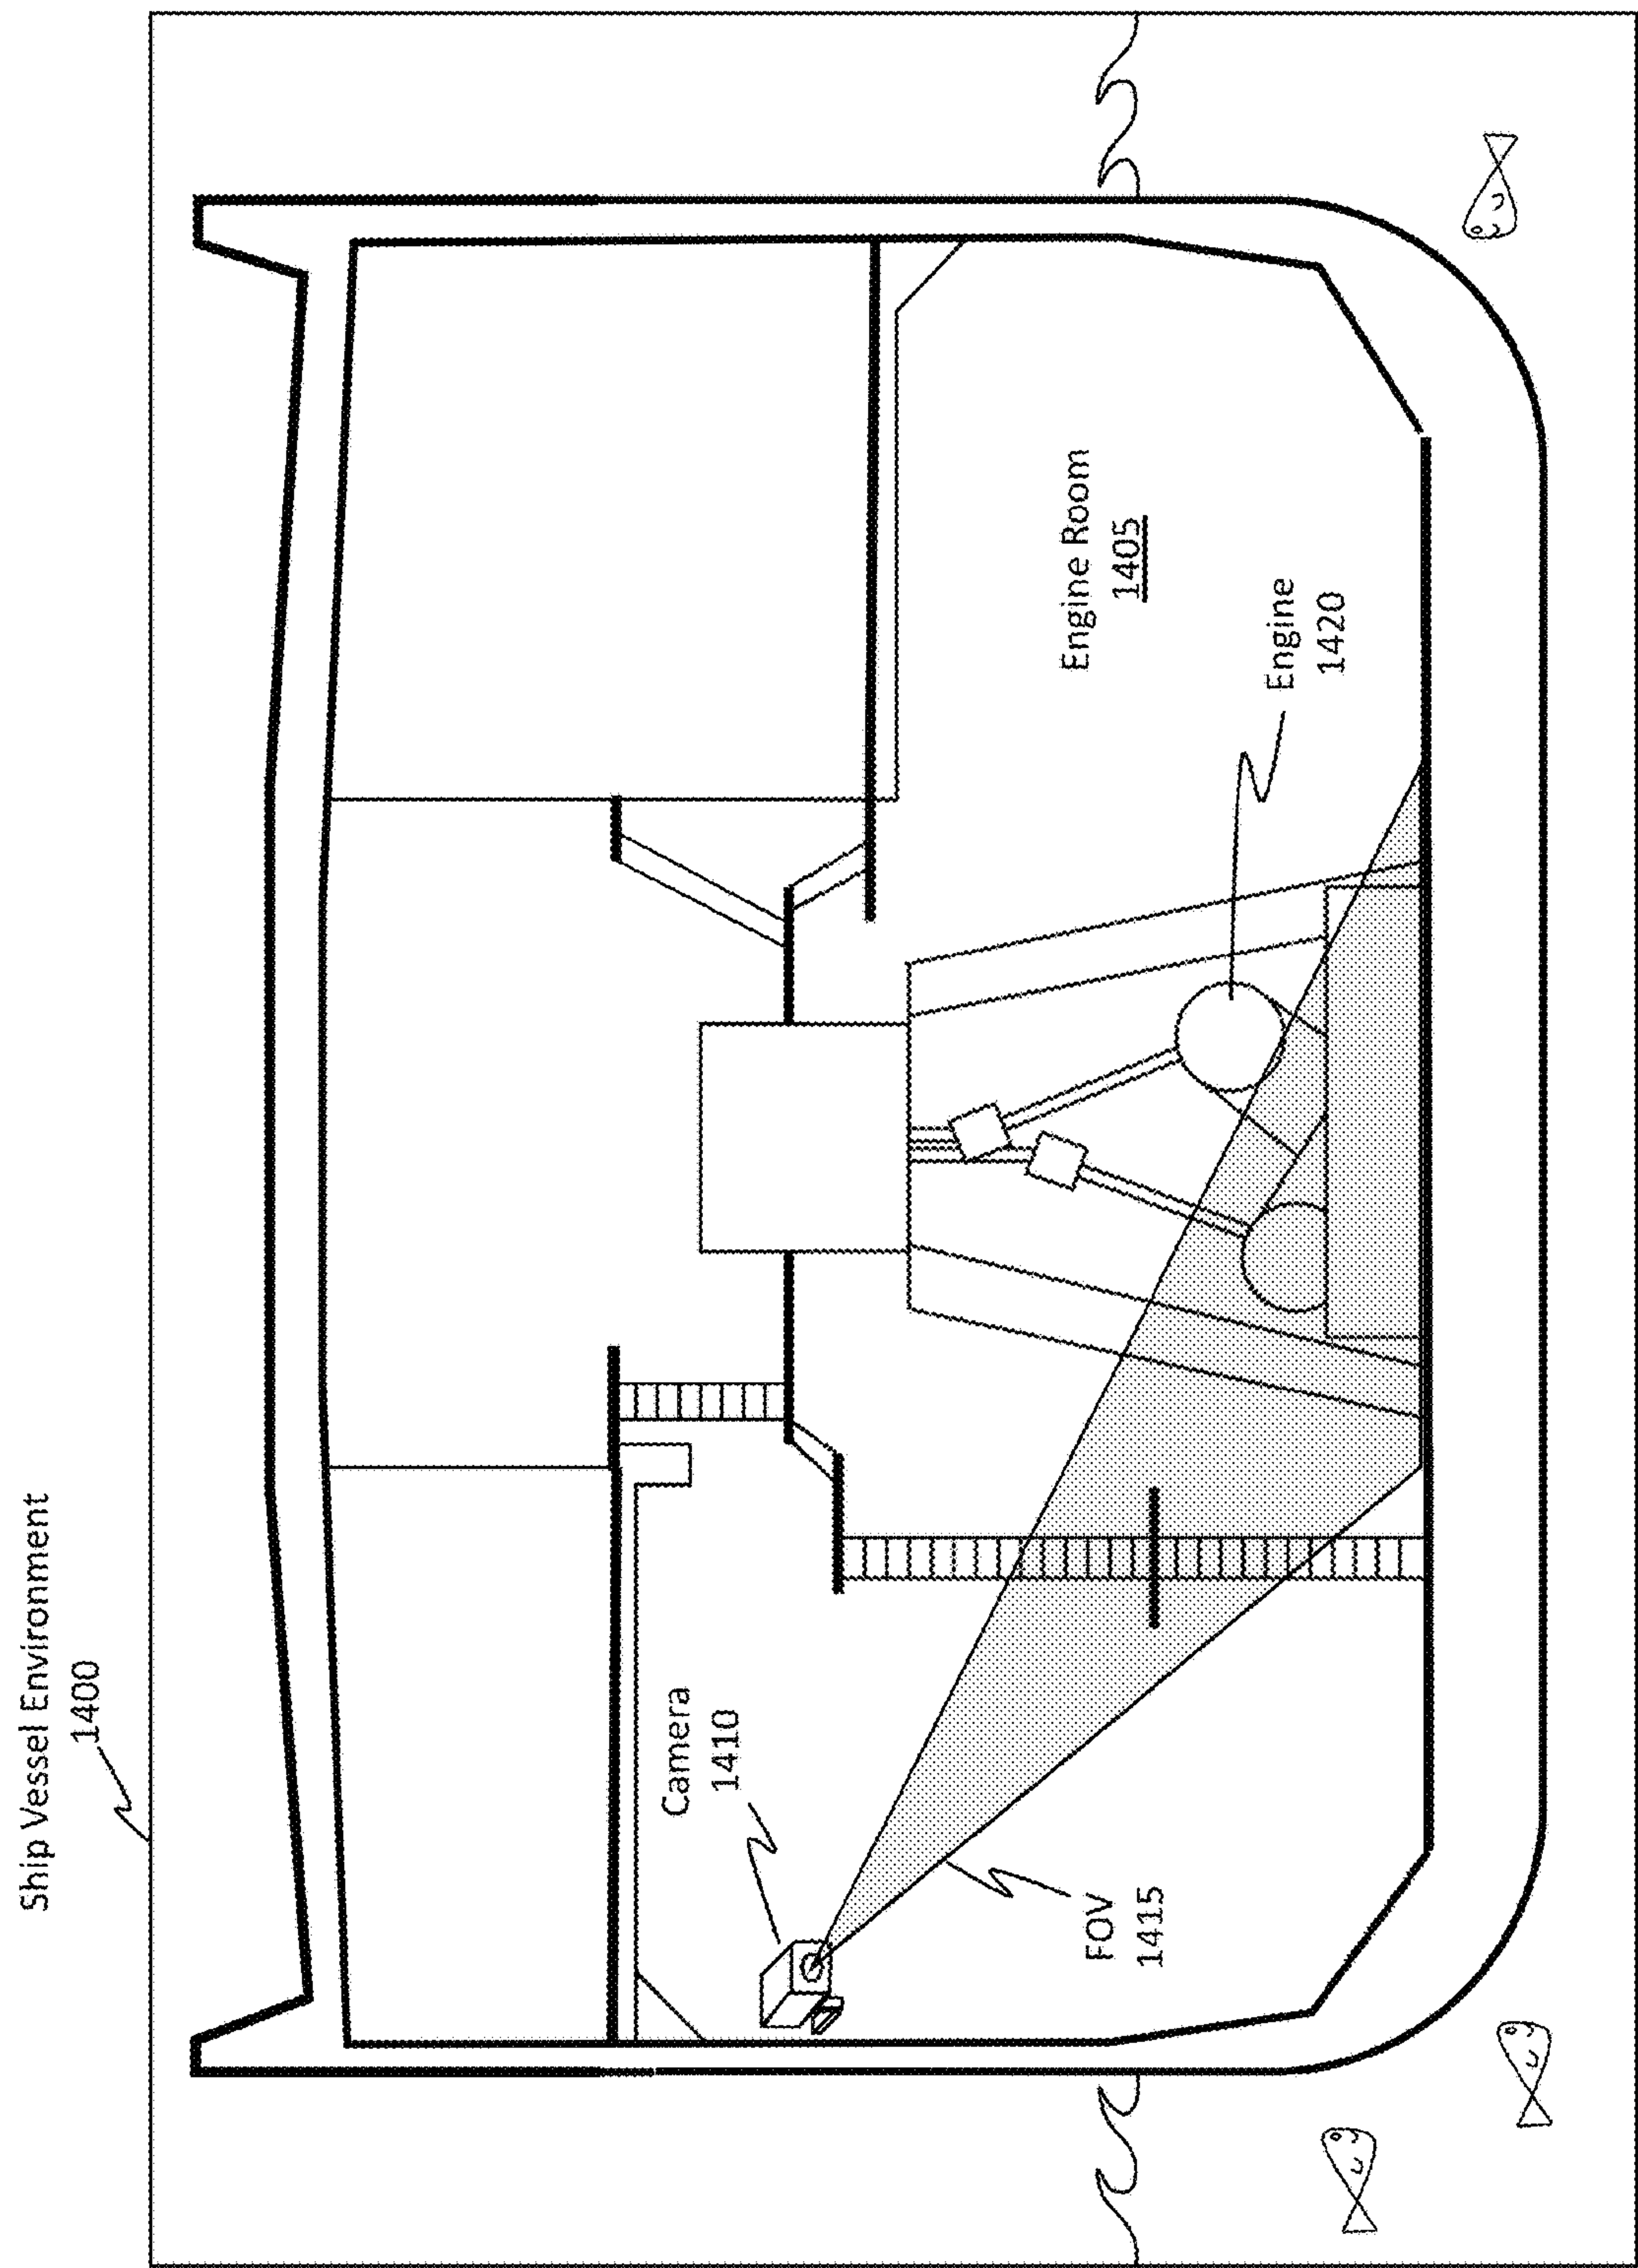 Ship Vessel Environment
1400
Camera
1410
FOV
1415
Engine Room
1405
Engine
1420